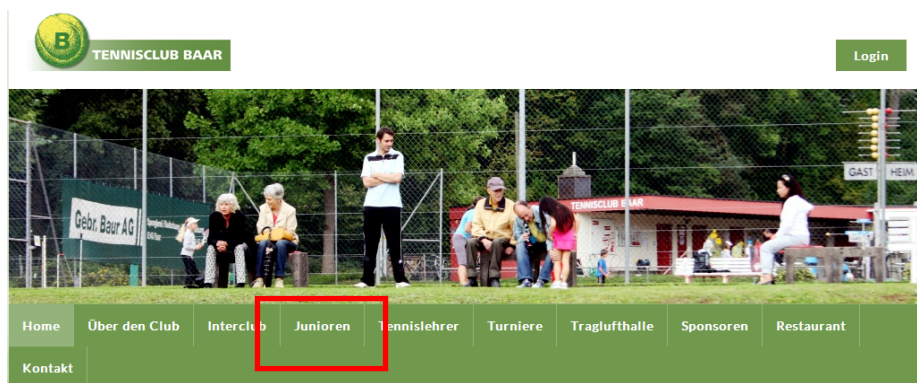 B
TENNISCLUB BAAR
Login
GAST HEIM
TENNISCLUB BAAR
Gebr. Baur AG
Home Über den Club Interclub Junioren Tennislehrer Turniere Traglufthalle Sponsoren Restaurant
Kontakt